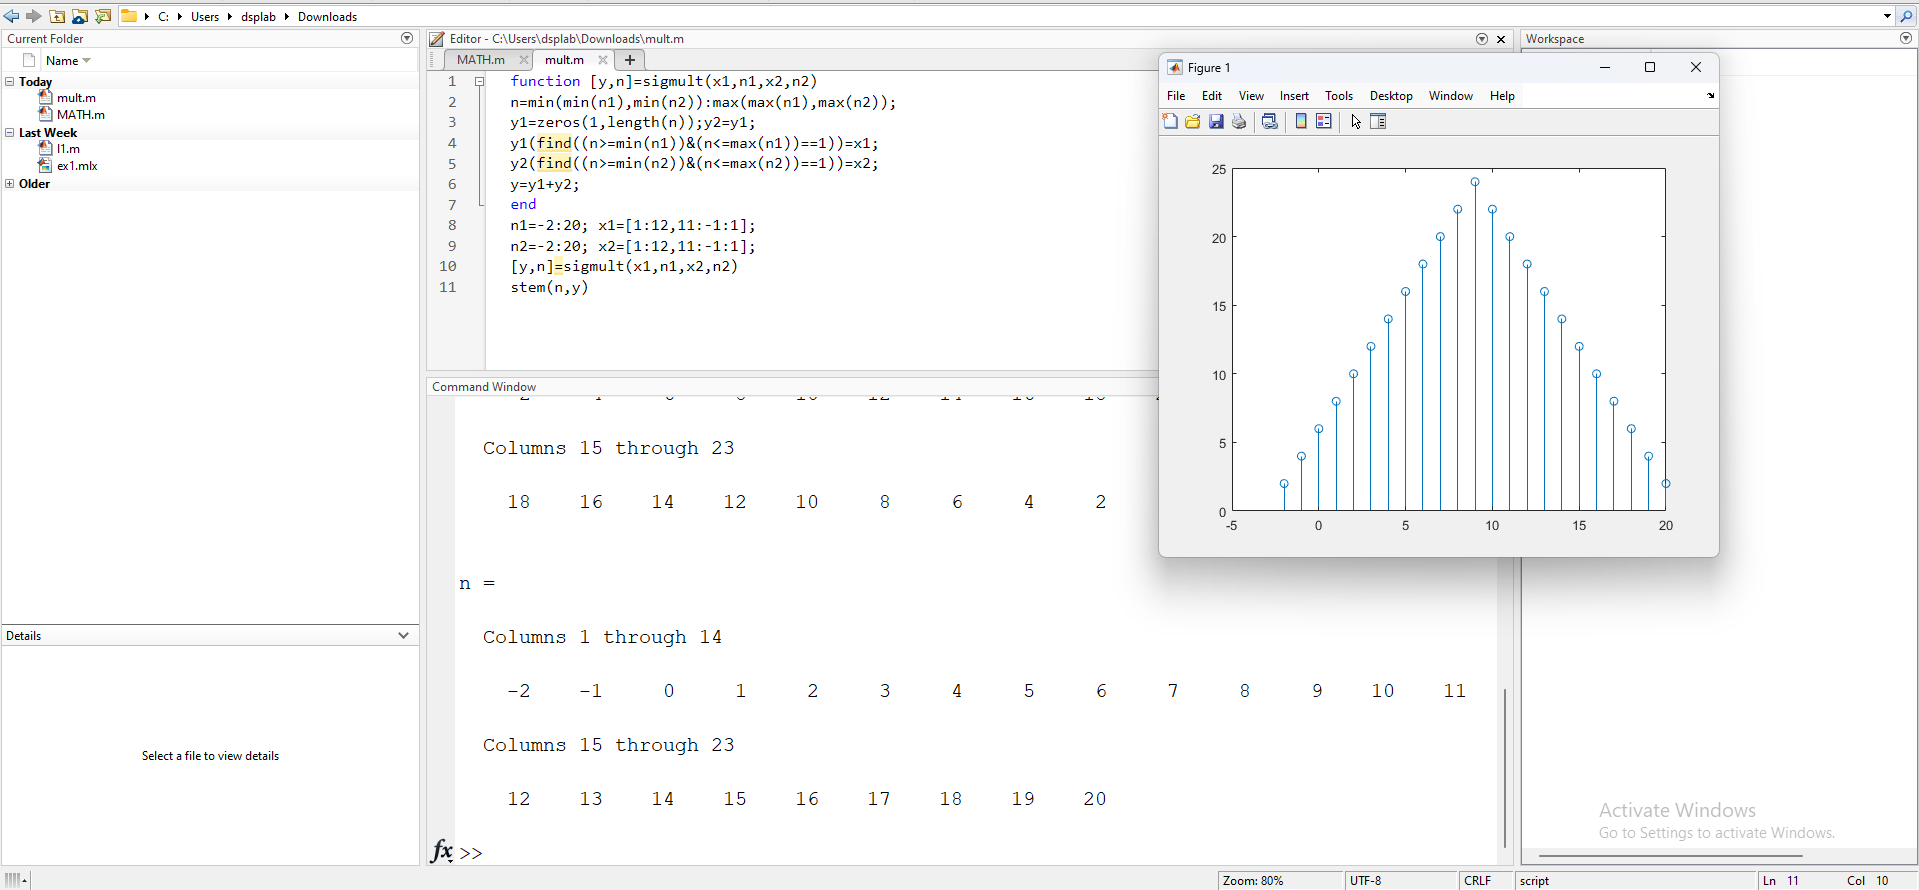 C: Users dsplab Downloads
Current Folder
Name
Today
mult.m
MATH.m
Last Week
l1.m
ex1.mlx
Older
Details
Select a file to view details
Editor - C:\Users\dsplab\Downloads\mult.m
MATH.m mult.m
1 function [y,n]=sigmult(x1,n1,x2,n2)
2 n=min(min(n1),min(n2)):max(max(n1),max(n2));
3 y1=zeros(1,length(n));y2=y1;
4 y1(find((n>=min(n1))&(n<=max(n1))==1))=x1;
5 y2(find((n>=min(n2))&(n<=max(n2))==1))=x2;
6 y=y1+y2;
7 end
8 n1=-2:20; x1=[1:12,11:-1:1];
9 n2=-2:20; x2=[1:12,11:-1:1];
10 [y,n]=sigmult(x1,n1,x2,n2)
11 stem(n,y)
Command Window
Columns 15 through 23
18 16 14 12 10 8 6 4 2
n =
Columns 1 through 14
-2 -1 0 1 2 3 4 5 6 7 8 9 10 11
Columns 15 through 23
12 13 14 15 16 17 18 19 20
fx >>
Workspace
Figure 1
File Edit View Insert Tools Desktop Window Help
25
20
15
10
5
0
-5 0 5 10 15 20
Activate Windows
Go to Settings to activate Windows.
Zoom: 80% UTF-8 CRLF script Ln 11 Col 10